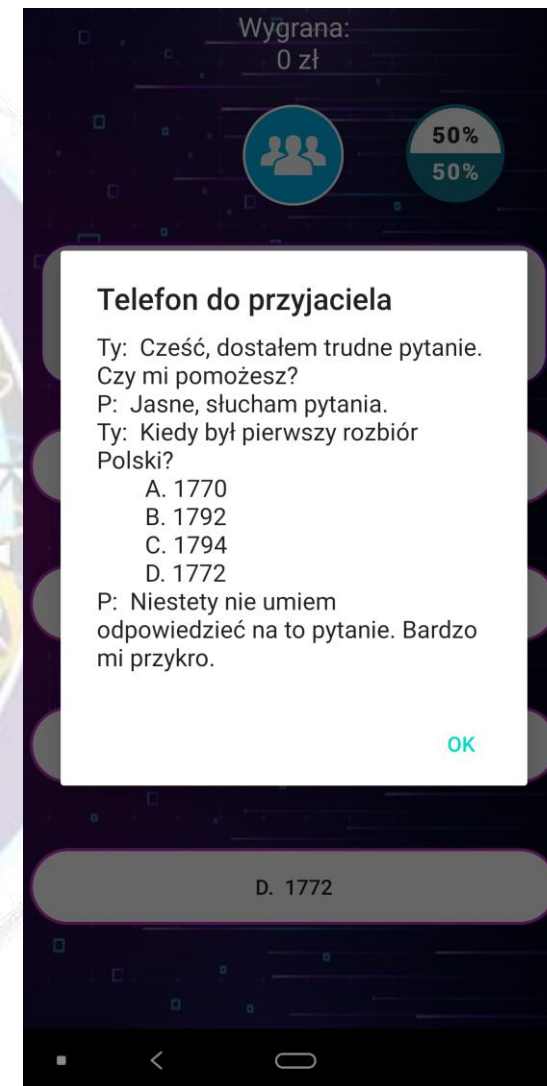 Wygrana:
0 zł
50%
50%
Telefon do przyjaciela
Ty: Cześć, dostałem trudne pytanie.
Czy mi pomożesz?
P: Jasne, słucham pytania.
Ty: Kiedy był pierwszy rozbiór
Polski?
A. 1770
B. 1792
C. 1794
D. 1772
P: Niestety nie umiem
odpowiedzieć na to pytanie. Bardzo
mi przykro.
OK
D. 1772